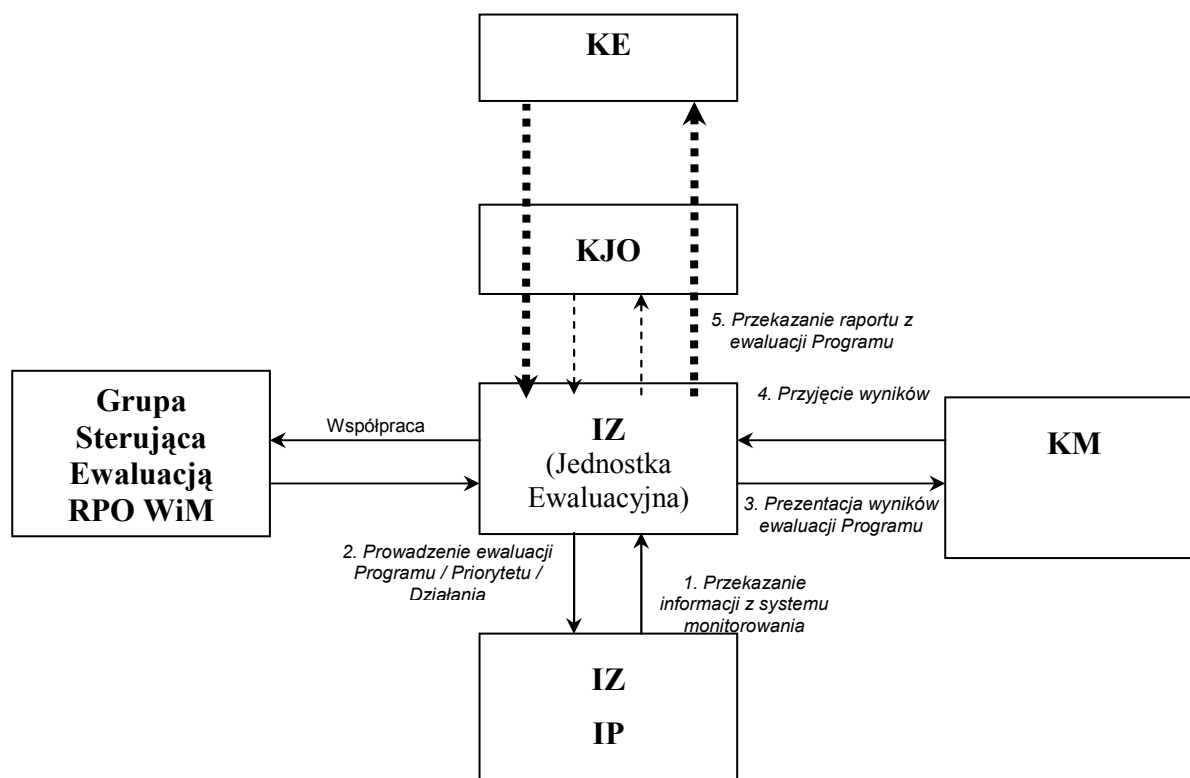 KE
KJO
5. Przekazanie raportu z
ewaluacji Programu
Grupa
Sterująca
Ewaluacją
RPO WiM
Współpraca
IZ
(Jednostka
Ewaluacyjna)
4. Przyjęcie wyników
KM
3. Prezentacja wyników
ewaluacji Programu
2. Prowadzenie ewaluacji
Programu / Priorytetu /
Działania
1. Przekazanie
informacji z systemu
monitorowania
IZ
IP